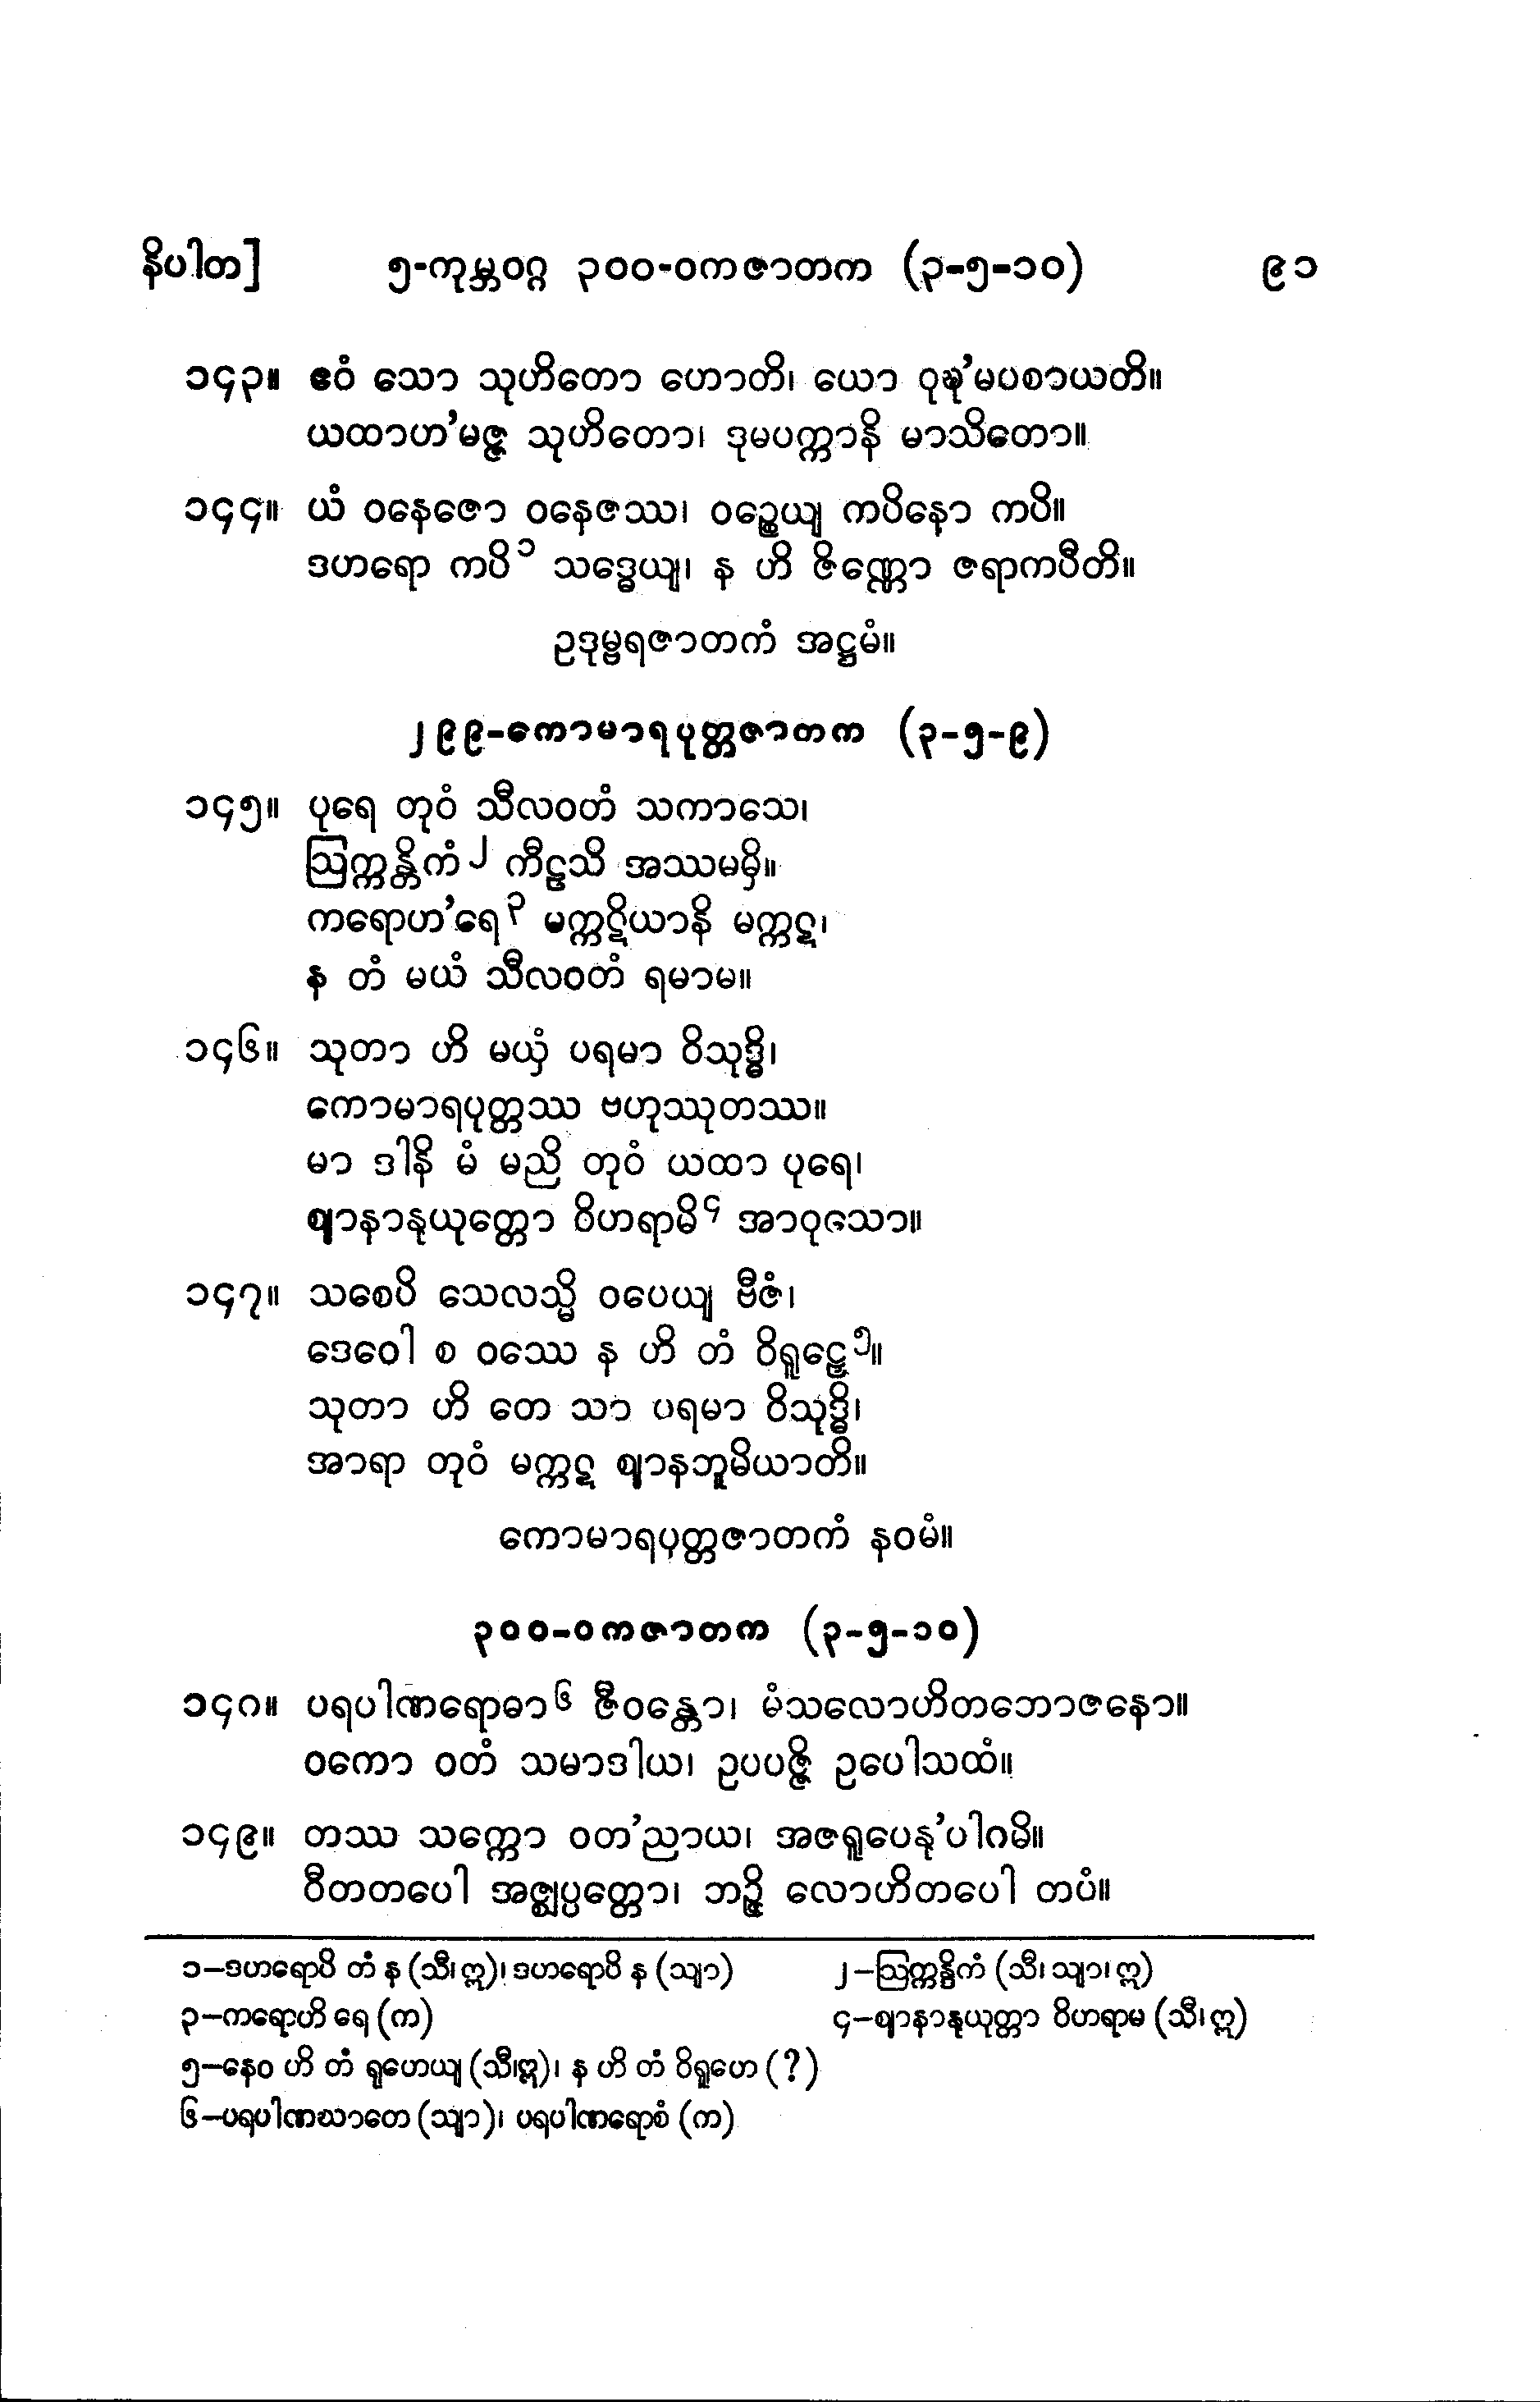 နိပါတ] ၅-ကုမ္ဘဝဂ္ဂ ၃၀၀-ဝကဇာတက (၃-၅-၁၀) ၉၁
၁၄၃။ ဧဝံ သော သုဟိတော ဟောတိ၊ ယော ဝုဍ္ဎ'မပစာယတိ။
ယထာဟ'မဇ္ဇ သုဟိတော၊ ဒုမပက္ကာနိ မာသိတော။
၁၄၄။ ယံ ဝနေဇော ဝနေဇဿ၊ ဝဉ္စေယျ ကပိနော ကပိ။
ဒဟရော ကပိ၁ သဒ္ဓေယျ၊ န ဟိ ဇိဏ္ဏော ဇရာကပီတိ။
ဥဒုမ္ဗရဇာတကံ အဋ္ဌမံ။
၂၉၉-ကောမာရပုတ္တဇာတက (၃-၅-၉)
၁၄၅။ ပုရေ တုဝံ သီလဝတံ သကာသေ၊
ဩက္ကန္တိကံ၂ ကီဠသိ အဿမမှိ။
ကရောဟ'ရေ၃ မက္ကဋိယာနိ မက္ကဋ၊
န တံ မယံ သီလဝတံ ရမာမ။
၁၄၆။ သုတာ ဟိ မယှံ ပရမာ ဝိသုဒ္ဓိ၊
ကောမာရပုတ္တဿ ဗဟုဿုတဿ။
မာ ဒါနိ မံ မညိ တုဝံ ယထာ ပုရေ၊
ဈာနာနုယုတ္တော ဝိဟရာမိ၄ အာဝုသော။
၁၄၇။ သစေပိ သေလသ္မိ ဝပေယျ ဗီဇံ၊
ဒေဝေါ စ ဝဿေ န ဟိ တံ ဝိရူဠှေ၅။
သုတာ ဟိ တေ သာ ပရမာ ဝိသုဒ္ဓိ၊
အာရာ တုဝံ မက္ကဋ ဈာနဘူမိယာတိ။
ကောမာရပုတ္တဇာတကံ နဝမံ။
၃၀၀-ဝကဇာတက (၃-၅-၁၀)
၁၄၈။ ပရပါဏရောဓာ၆ ဇီဝန္တော၊ မံသလောဟိတဘောဇနော။
ဝကော ဝတံ သမာဒါယ၊ ဥပပဇ္ဇိ ဥပေါသထံ။
၁၄၉။ တဿ သက္ကော ဝတ'ညာယ၊ အဇရူပေနု'ပါဂမိ။
ဝီတတပေါ အဇ္ဈပ္ပတ္တော၊ ဘဉ္ဇိ လောဟိတပေါ တပံ။
၁–ဒဟရောပိ တံ န (သီ၊ဣ)၊ ဒဟရောပိ န (သျာ) ၂–ဩက္ကန္ဒိကံ (သီ၊ သျာ၊ ဣ)
၃–ကရောဟိ ရေ (က) ၄–ဈာနာနုယုတ္တာ ဝိဟရာမ (သီ၊ဣ)
၅–နေဝ ဟိ တံ ရုဟေယျ (သီ၊ဣ)၊ န ဟိ တံ ဝိရူဟေ (?)
၆–ပရပါဏဃာတေ (သျာ)၊ ပရပါဏရောစံ (က)